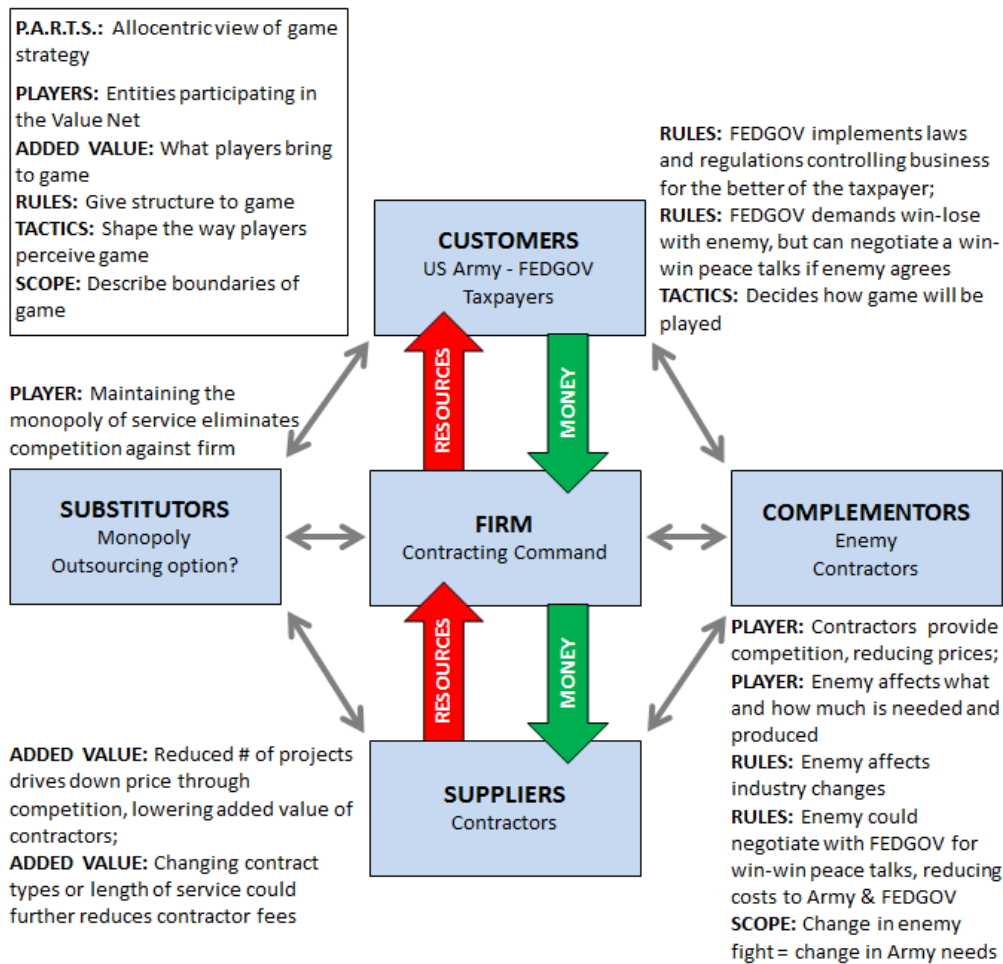 P.A.R.T.S.: Allocentric view of game
strategy
PLAYERS: Entities participating in
the Value Net
ADDED VALUE: What players bring
to game
RULES: Give structure to game
TACTICS: Shape the way players
perceive game
SCOPE: Describe boundaries of
game
RULES: FEDGOV implements laws
and regulations controlling business
for the better of the taxpayer;
RULES: FEDGOV demands win-lose
with enemy, but can negotiate a win-
win peace talks if enemy agrees
TACTICS: Decides how game will be
played
CUSTOMERS
US Army - FEDGOV
Taxpayers
RESOURCES
MONEY
PLAYER: Maintaining the
monopoly of service eliminates
competition against firm
SUBSTITUTORS
Monopoly
Outsourcing option?
FIRM
Contracting Command
COMPLEMENTORS
Enemy
Contractors
RESOURCES
MONEY
ADDED VALUE: Reduced # of projects
drives down price through
competition, lowering added value of
contractors;
ADDED VALUE: Changing contract
types or length of service could
further reduces contractor fees
SUPPLIERS
Contractors
PLAYER: Contractors provide
competition, reducing prices;
PLAYER: Enemy affects what
and how much is needed and
produced
RULES: Enemy affects
industry changes
RULES: Enemy could
negotiate with FEDGOV for
win-win peace talks, reducing
costs to Army & FEDGOV
SCOPE: Change in enemy
fight = change in Army needs